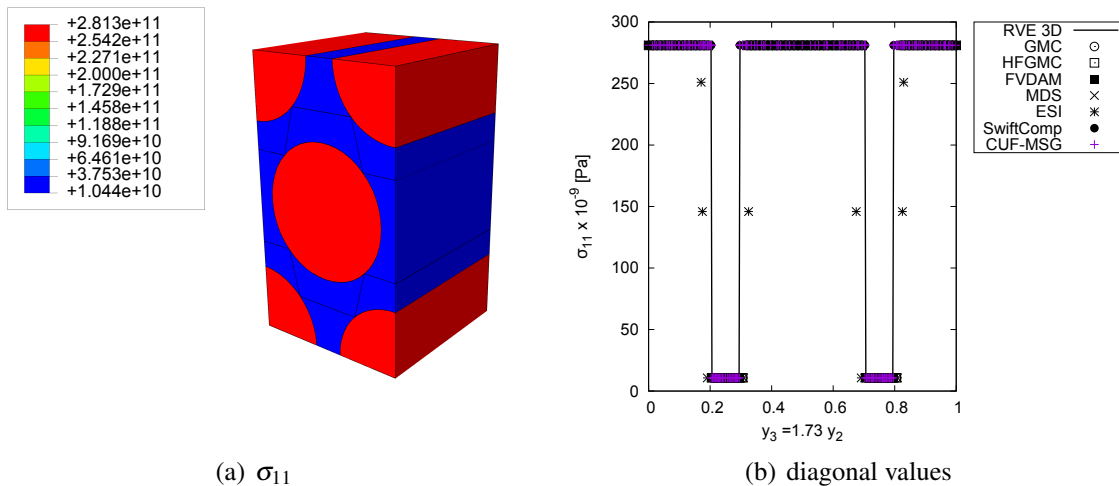 +2.813e+11
+2.542e+11
+2.271e+11
+2.000e+11
+1.729e+11
+1.458e+11
+1.188e+11
+9.169e+10
+6.461e+10
+3.753e+10
+1.044e+10
(a) σ11
σ11 x 10-9 [Pa]
300
250
200
150
100
50
0
0 0.2 0.4 0.6 0.8 1
y3 =1.73 y2
RVE 3D
GMC
HFGMC
FVDAM
MDS
ESI
SwiftComp
CUF-MSG
(b) diagonal values